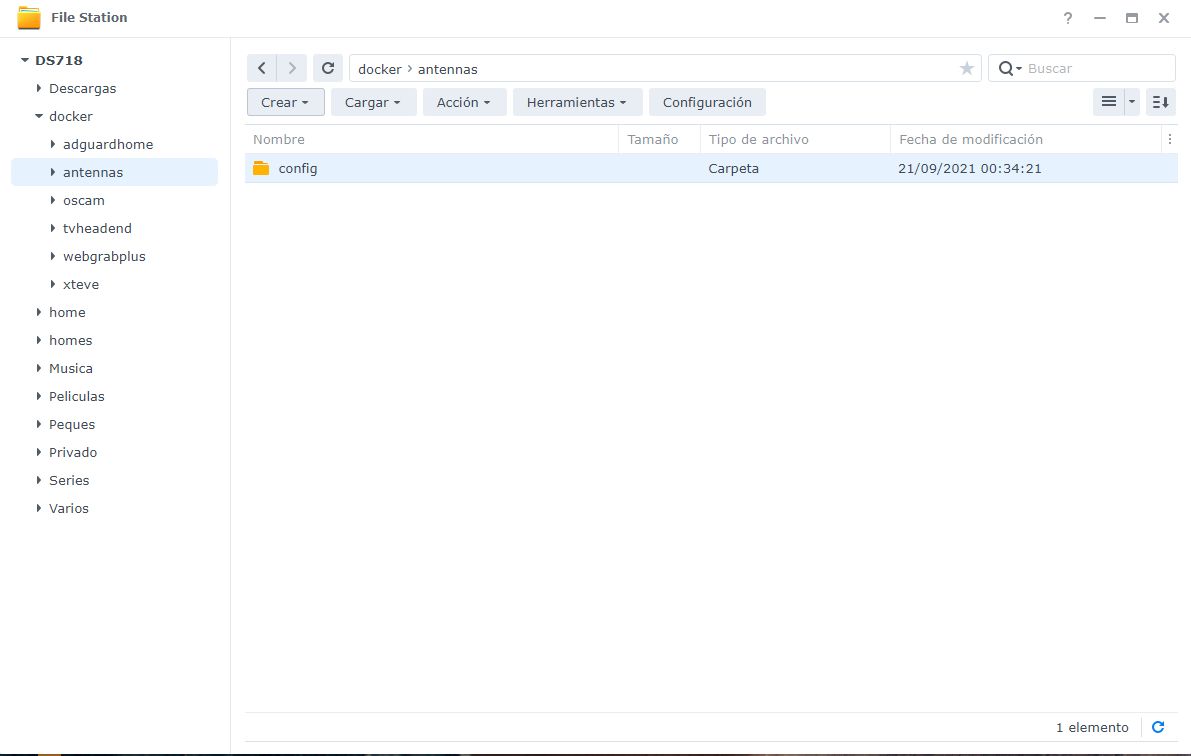 File Station
DS718
Descargas
docker
adguardhome
antennas
oscam
tvheadend
webgrabplus
xteve
home
homes
Musica
Peliculas
Peques
Privado
Series
Varios
docker > antennas
Buscar
Crear Cargar Acción Herramientas Configuración
Nombre Tamaño Tipo de archivo Fecha de modificación
config Carpeta 21/09/2021 00:34:21
1 elemento